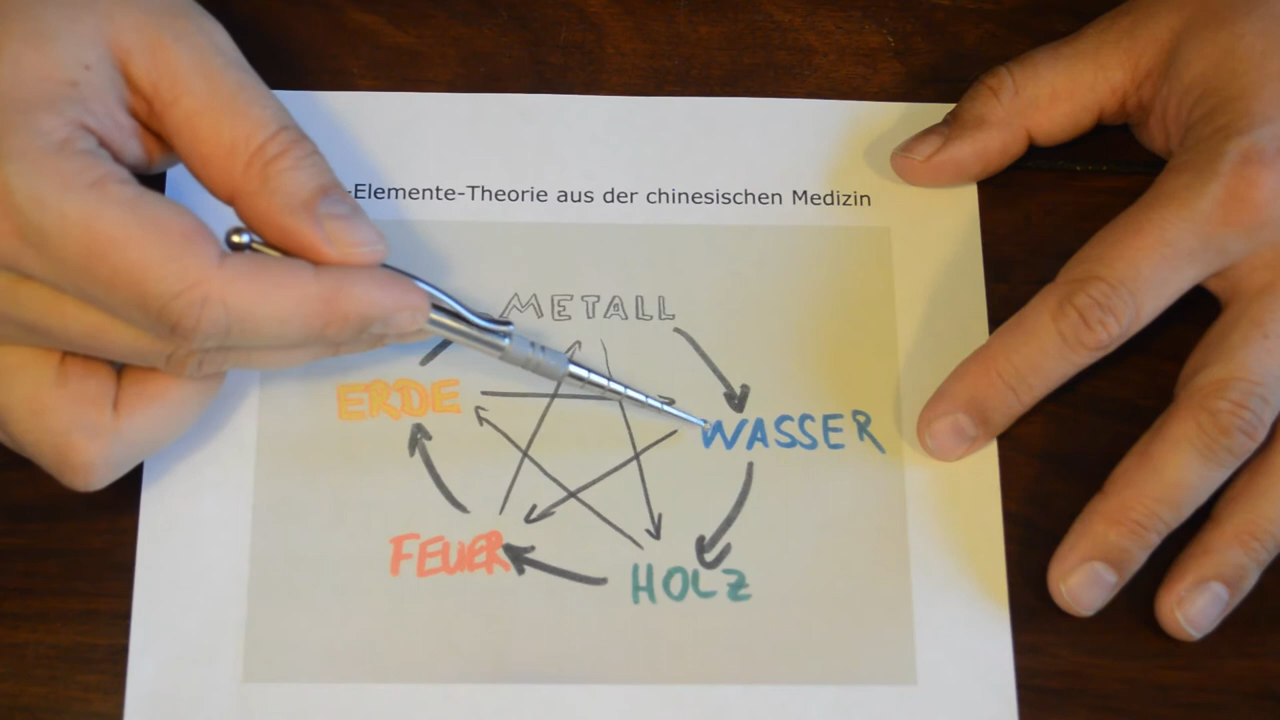 -Elemente-Theorie aus der chinesischen Medizin
METALL
ERDE
WASSER
FEUER
HOLZ